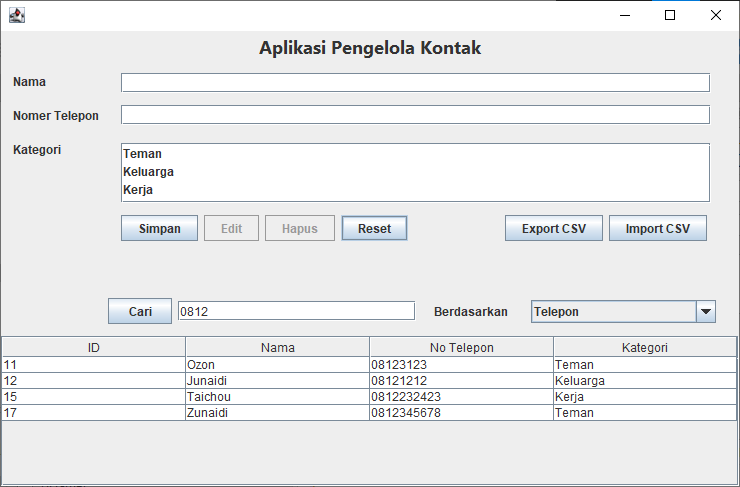 Aplikasi Pengelola Kontak
Nama
Nomer Telepon
Kategori
Teman
Keluarga
Kerja
Simpan Edit Hapus Reset Export CSV Import CSV
Cari 0812 Berdasarkan Telepon
ID Nama No Telepon Kategori
11 Ozon 08123123 Teman
12 Junaidi 08121212 Keluarga
15 Taichou 0812232423 Kerja
17 Zunaidi 0812345678 Teman